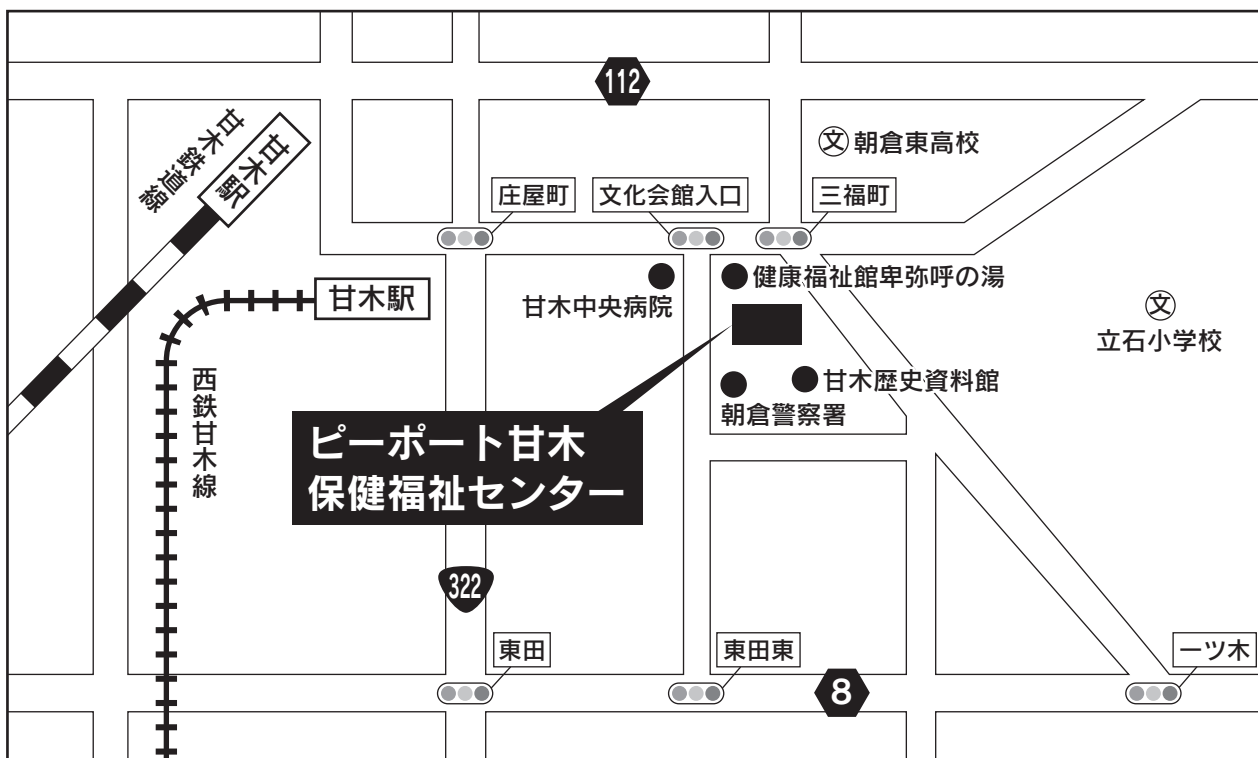 112
甘木鉄道線
甘木駅
朝倉東高校
文
庄屋町
文化会館入口
三福町
健康福祉館卑弥呼の湯
甘木駅
甘木中央病院
文
立石小学校
西鉄甘木線
甘木歴史資料館
朝倉警察署
ピーポート甘木
保健福祉センター
322
東田
東田東
一ツ木
8